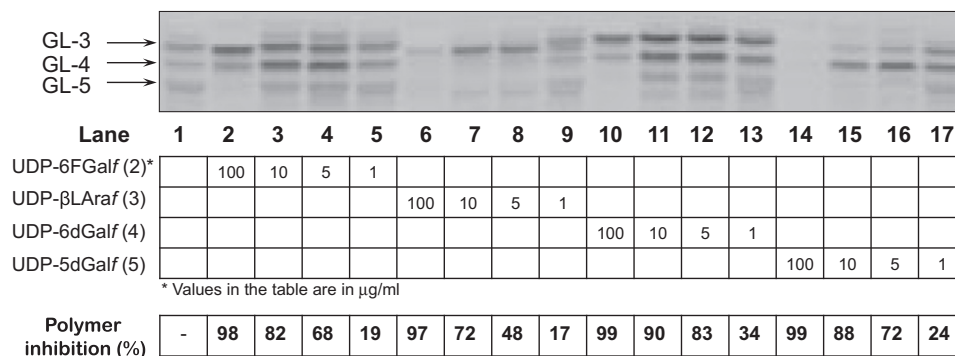 GL-3
GL-4
GL-5
Lane 1 2 3 4 5 6 7 8 9 10 11 12 13 14 15 16 17
UDP-6FGalf (2)* 100 10 5 1
UDP-βLAraf (3) 100 10 5 1
UDP-6dGalf (4) 100 10 5 1
UDP-5dGalf (5) 100 10 5 1
* Values in the table are in μg/ml
Polymer
inhibition (%) - 98 82 68 19 97 72 48 17 99 90 83 34 99 88 72 24